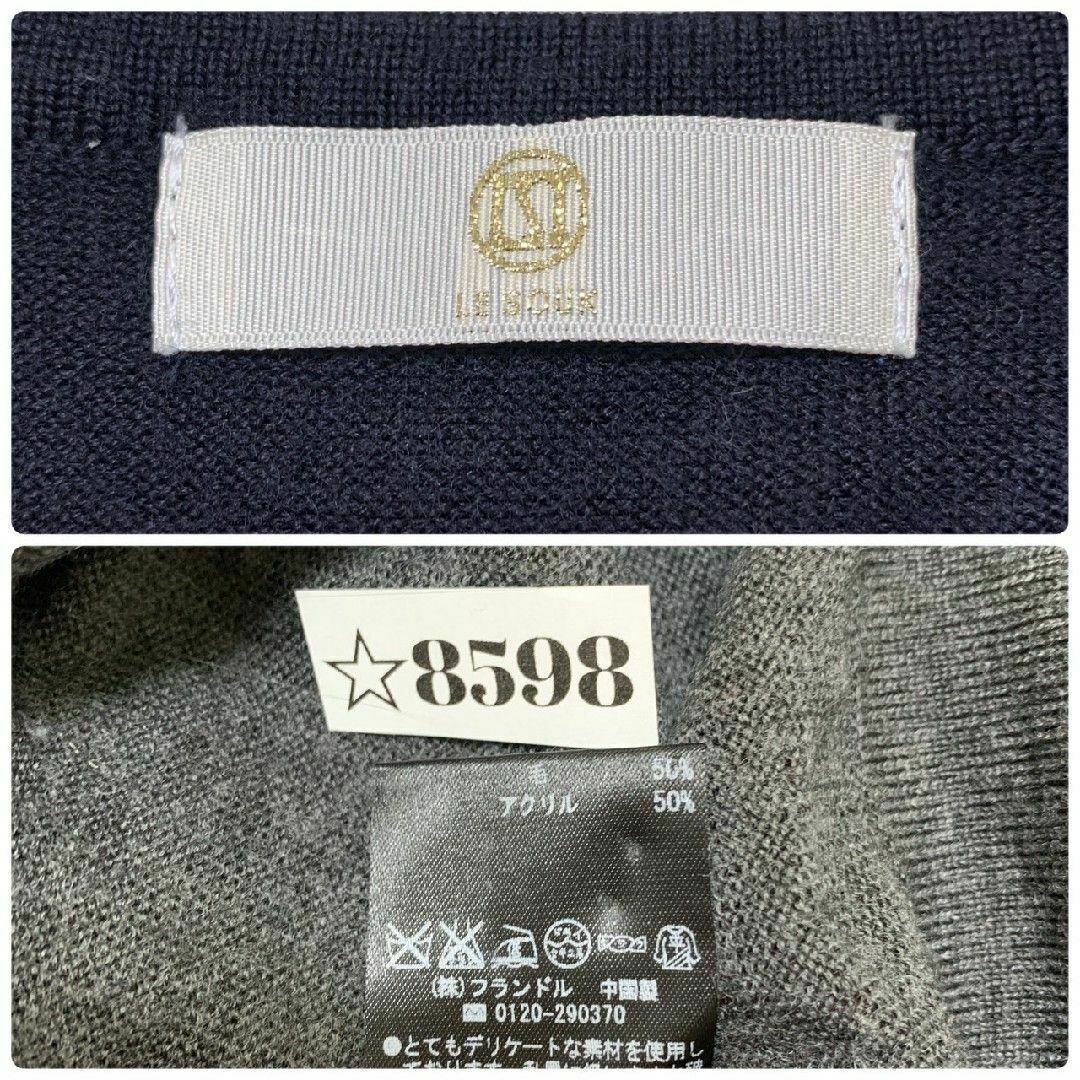 LE SOUK
☆8598
毛 50%
アクリル 50%
(株)フランドル 中国製
✉ 0120-290370
●とてもデリケートな素材を使用し